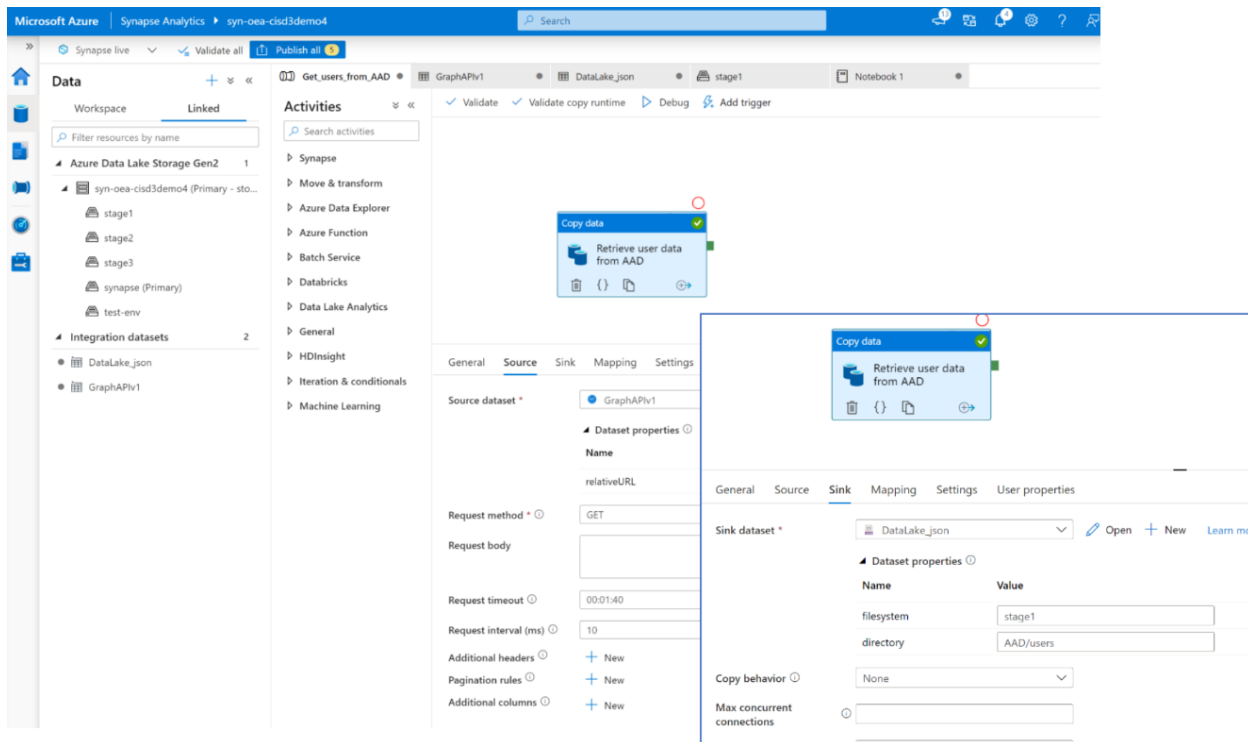 Microsoft Azure Synapse Analytics syn-oea-cisd3demo4 Search 13 4
Synapse live Validate all Publish all 5
Data
Workspace Linked
Filter resources by name
Azure Data Lake Storage Gen2 1
syn-oea-cisd3demo4 (Primary - sto...
stage1
stage2
stage3
synapse (Primary)
test-env
Integration datasets 2
DataLake_json
GraphAPIv1
Get_users_from_AAD GraphAPIv1 DataLake_json stage1 Notebook 1
Activities
Search activities
Synapse
Move & transform
Azure Data Explorer
Azure Function
Batch Service
Databricks
Data Lake Analytics
General
HDInsight
Iteration & conditionals
Machine Learning
Validate Validate copy runtime Debug Add trigger
Copy data
Retrieve user data
from AAD
{}
General Source Sink Mapping Settings
Source dataset * GraphAPIv1
Dataset properties
Name
relativeURL
Request method * GET
Request body
Request timeout 00:01:40
Request interval (ms) 10
Additional headers New
Pagination rules New
Additional columns New
Copy data
Retrieve user data
from AAD
{}
General Source Sink Mapping Settings User properties
Sink dataset * DataLake_json Open New Learn mo
Dataset properties
Name Value
filesystem stage1
directory AAD/users
Copy behavior None
Max concurrent
connections